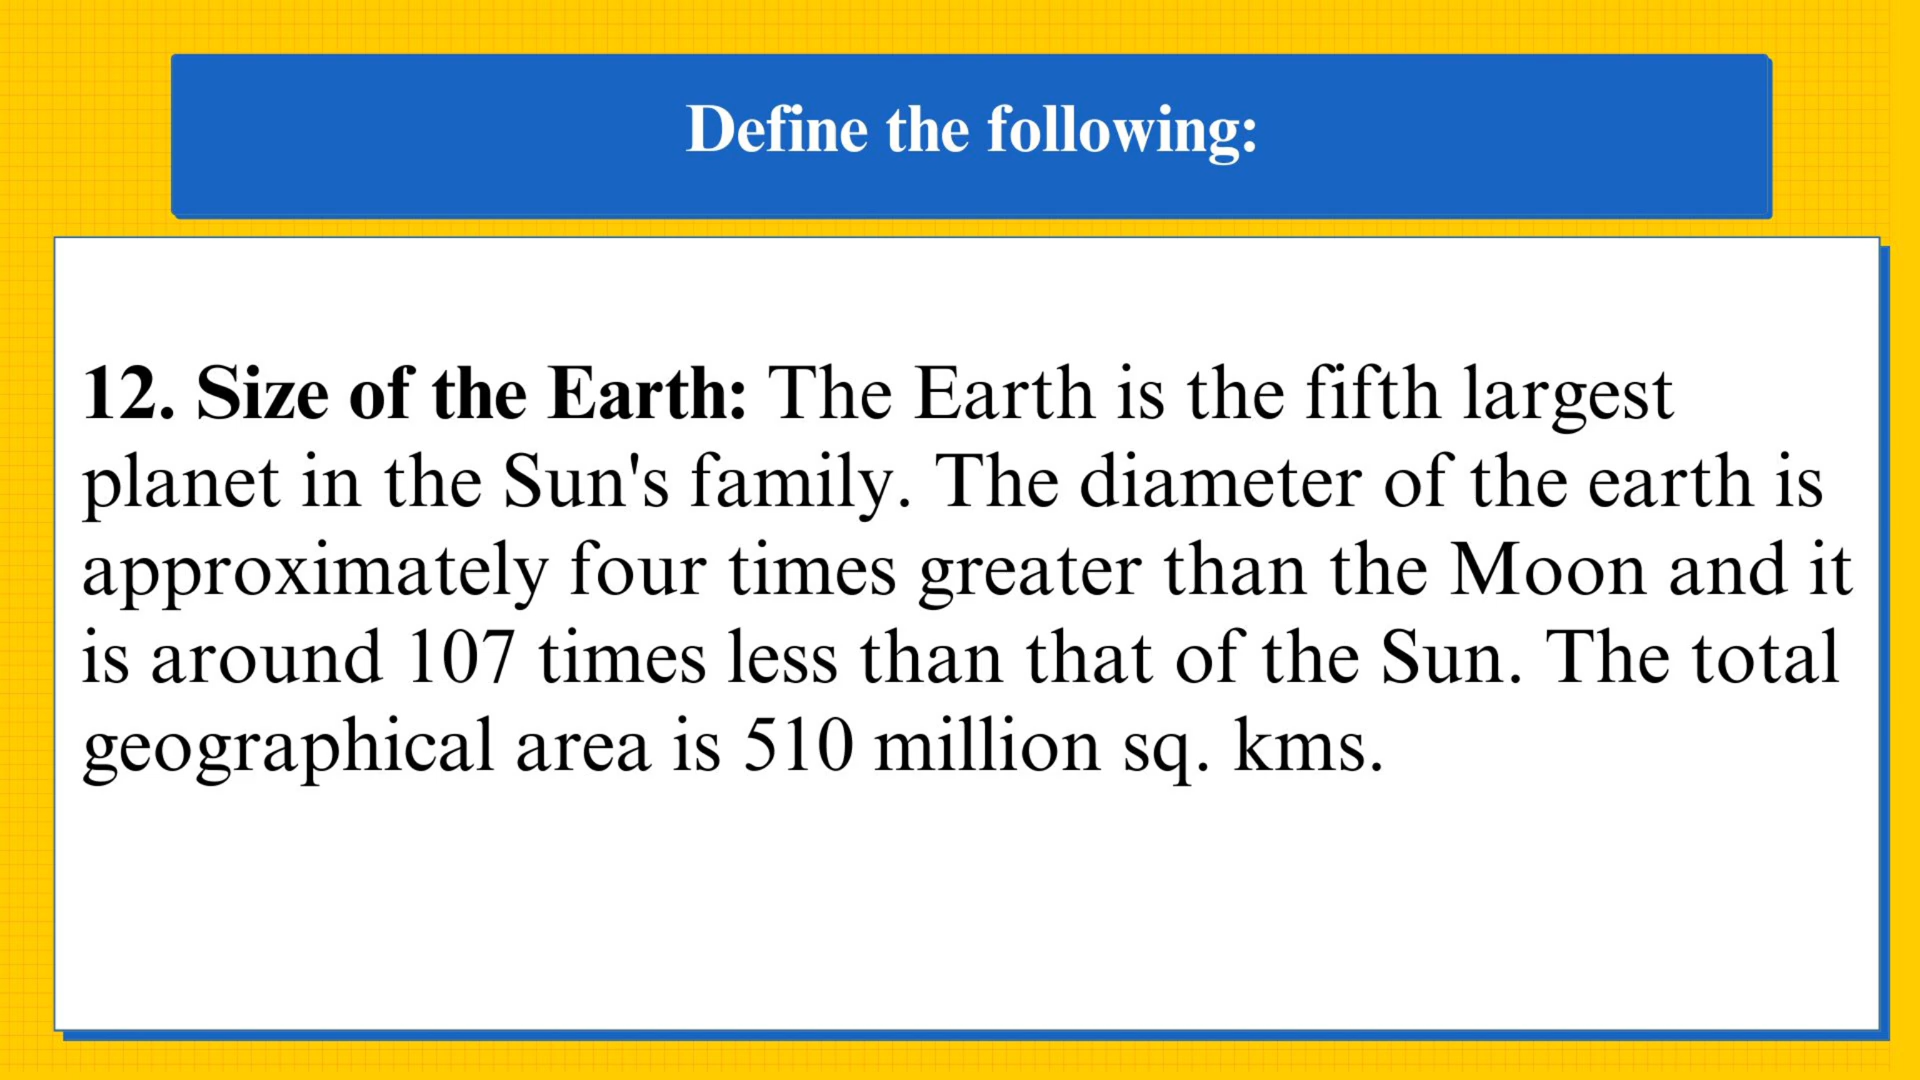 Define the following:
12. Size of the Earth: The Earth is the fifth largest
planet in the Sun's family. The diameter of the earth is
approximately four times greater than the Moon and it
is around 107 times less than that of the Sun. The total
geographical area is 510 million sq. kms.